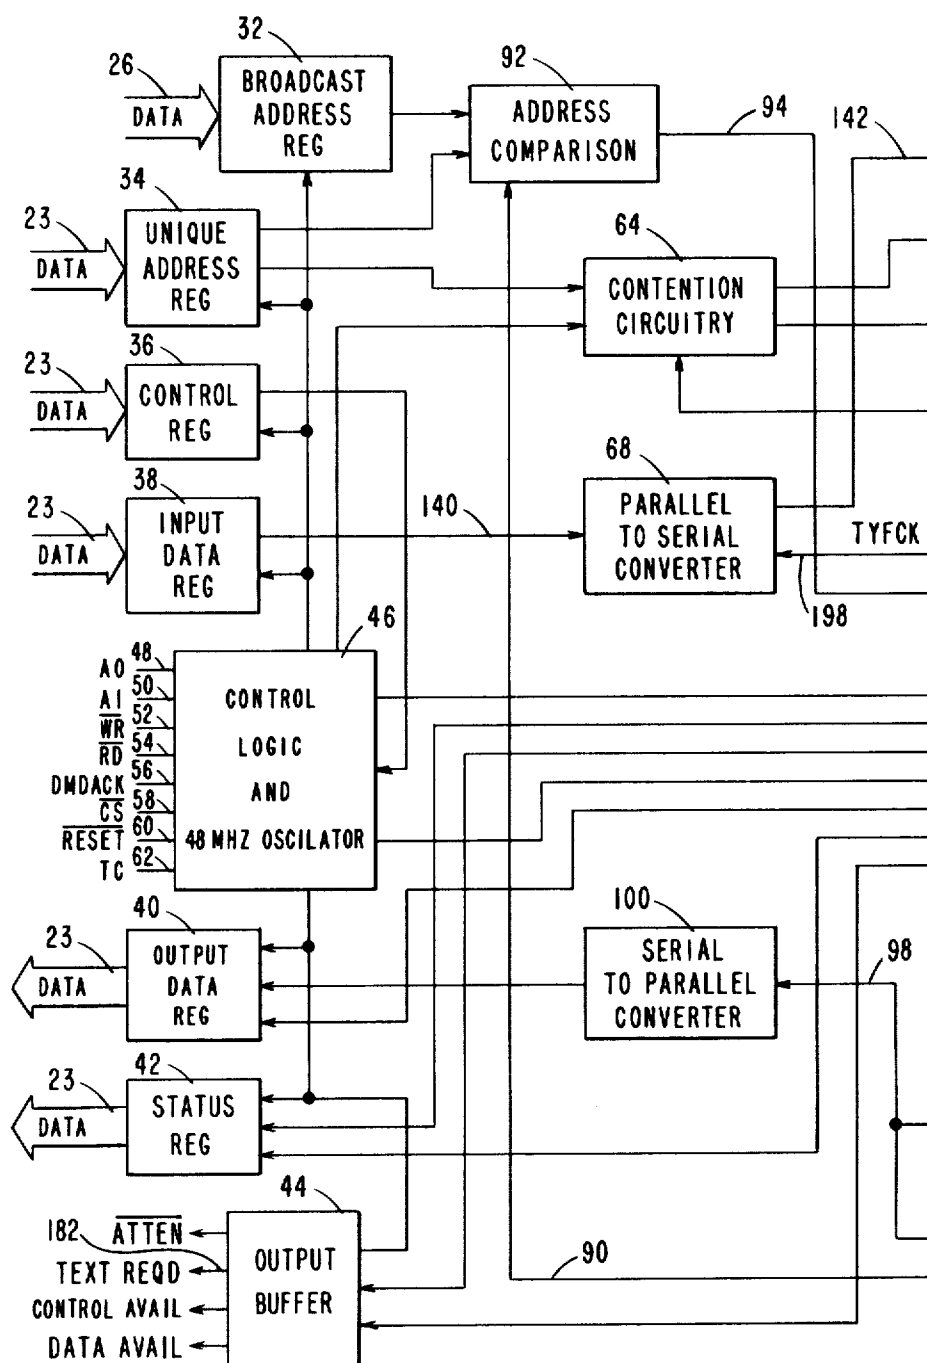 32
26
DATA
BROADCAST
ADDRESS
REG
92
ADDRESS
COMPARISON
94
142
34
23
DATA
UNIQUE
ADDRESS
REG
64
CONTENTION
CIRCUITRY
36
23
DATA
CONTROL
REG
38
23
DATA
INPUT
DATA
REG
140
68
PARALLEL
TO SERIAL
CONVERTER
TYFCK
198
46
CONTROL
LOGIC
AND
48 MHZ OSCILATOR
A0 48
A1 50
WR 52
RD 54
DMDACK 56
CS 58
RESET 60
TC 62
40
23
DATA
OUTPUT
DATA
REG
100
SERIAL
TO PARALLEL
CONVERTER
98
42
23
DATA
STATUS
REG
44
182
ATTEN
TEXT REQD
CONTROL AVAIL
DATA AVAIL
OUTPUT
BUFFER
90